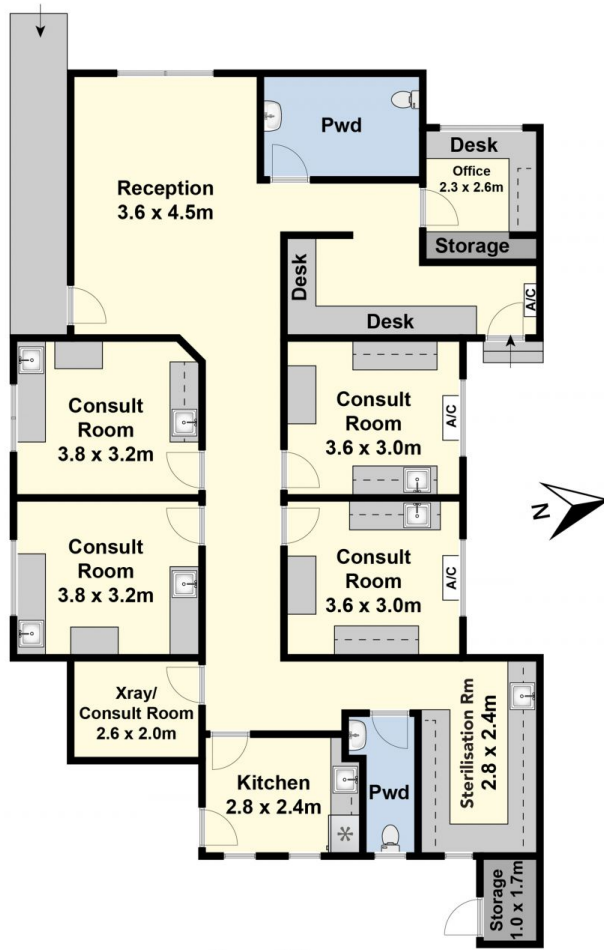 Pwd
Desk
Office
2.3 x 2.6m
Reception
3.6 x 4.5m
Storage
Desk
A/C
Desk
Consult
Room
3.8 x 3.2m
Consult
Room
3.6 x 3.0m
A/C
N
Consult
Room
3.8 x 3.2m
Consult
Room
3.6 x 3.0m
A/C
Xray/
Consult Room
2.6 x 2.0m
Sterilisation Rm
2.8 x 2.4m
Kitchen
2.8 x 2.4m
Pwd
Storage
1.0 x 1.7m